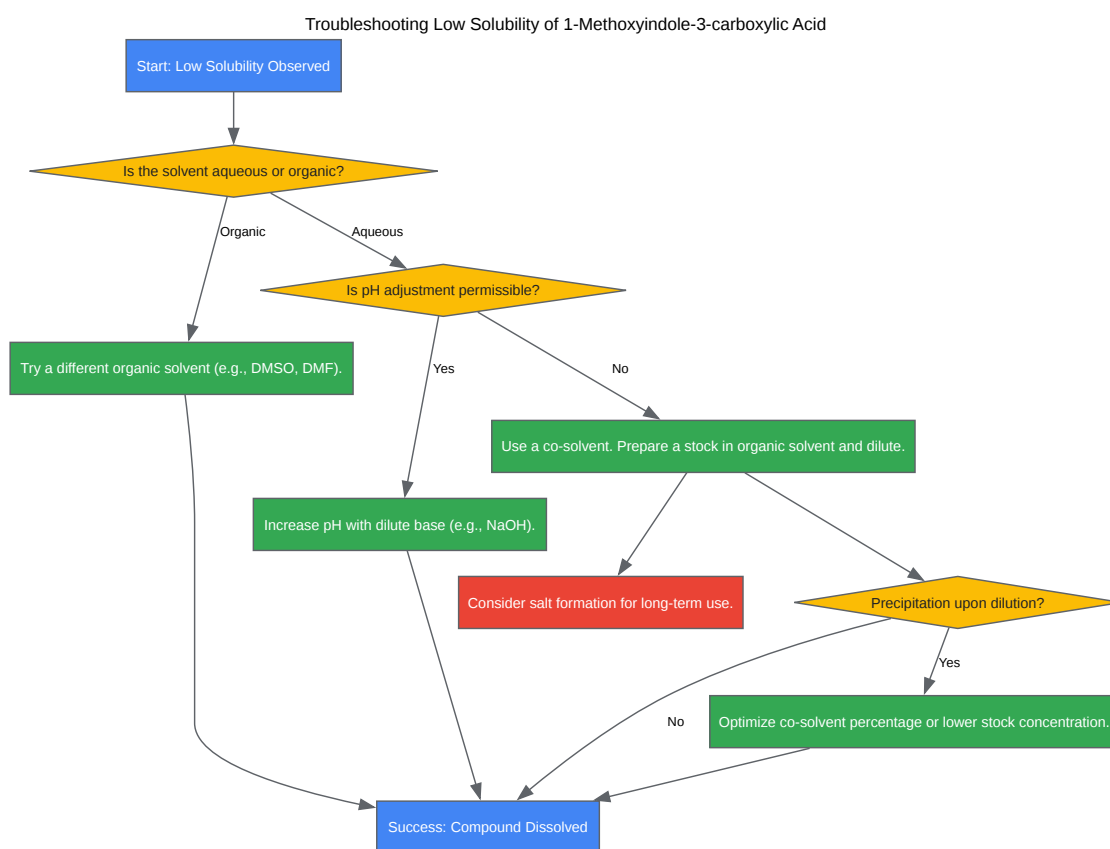 Troubleshooting Low Solubility of 1-Methoxyindole-3-carboxylic Acid
Start: Low Solubility Observed
Is the solvent aqueous or organic?
Organic
Aqueous
Is pH adjustment permissible?
Try a different organic solvent (e.g., DMSO, DMF).
Yes
No
Use a co-solvent. Prepare a stock in organic solvent and dilute.
Increase pH with dilute base (e.g., NaOH).
Consider salt formation for long-term use.
Precipitation upon dilution?
Yes
No
Optimize co-solvent percentage or lower stock concentration.
Success: Compound Dissolved